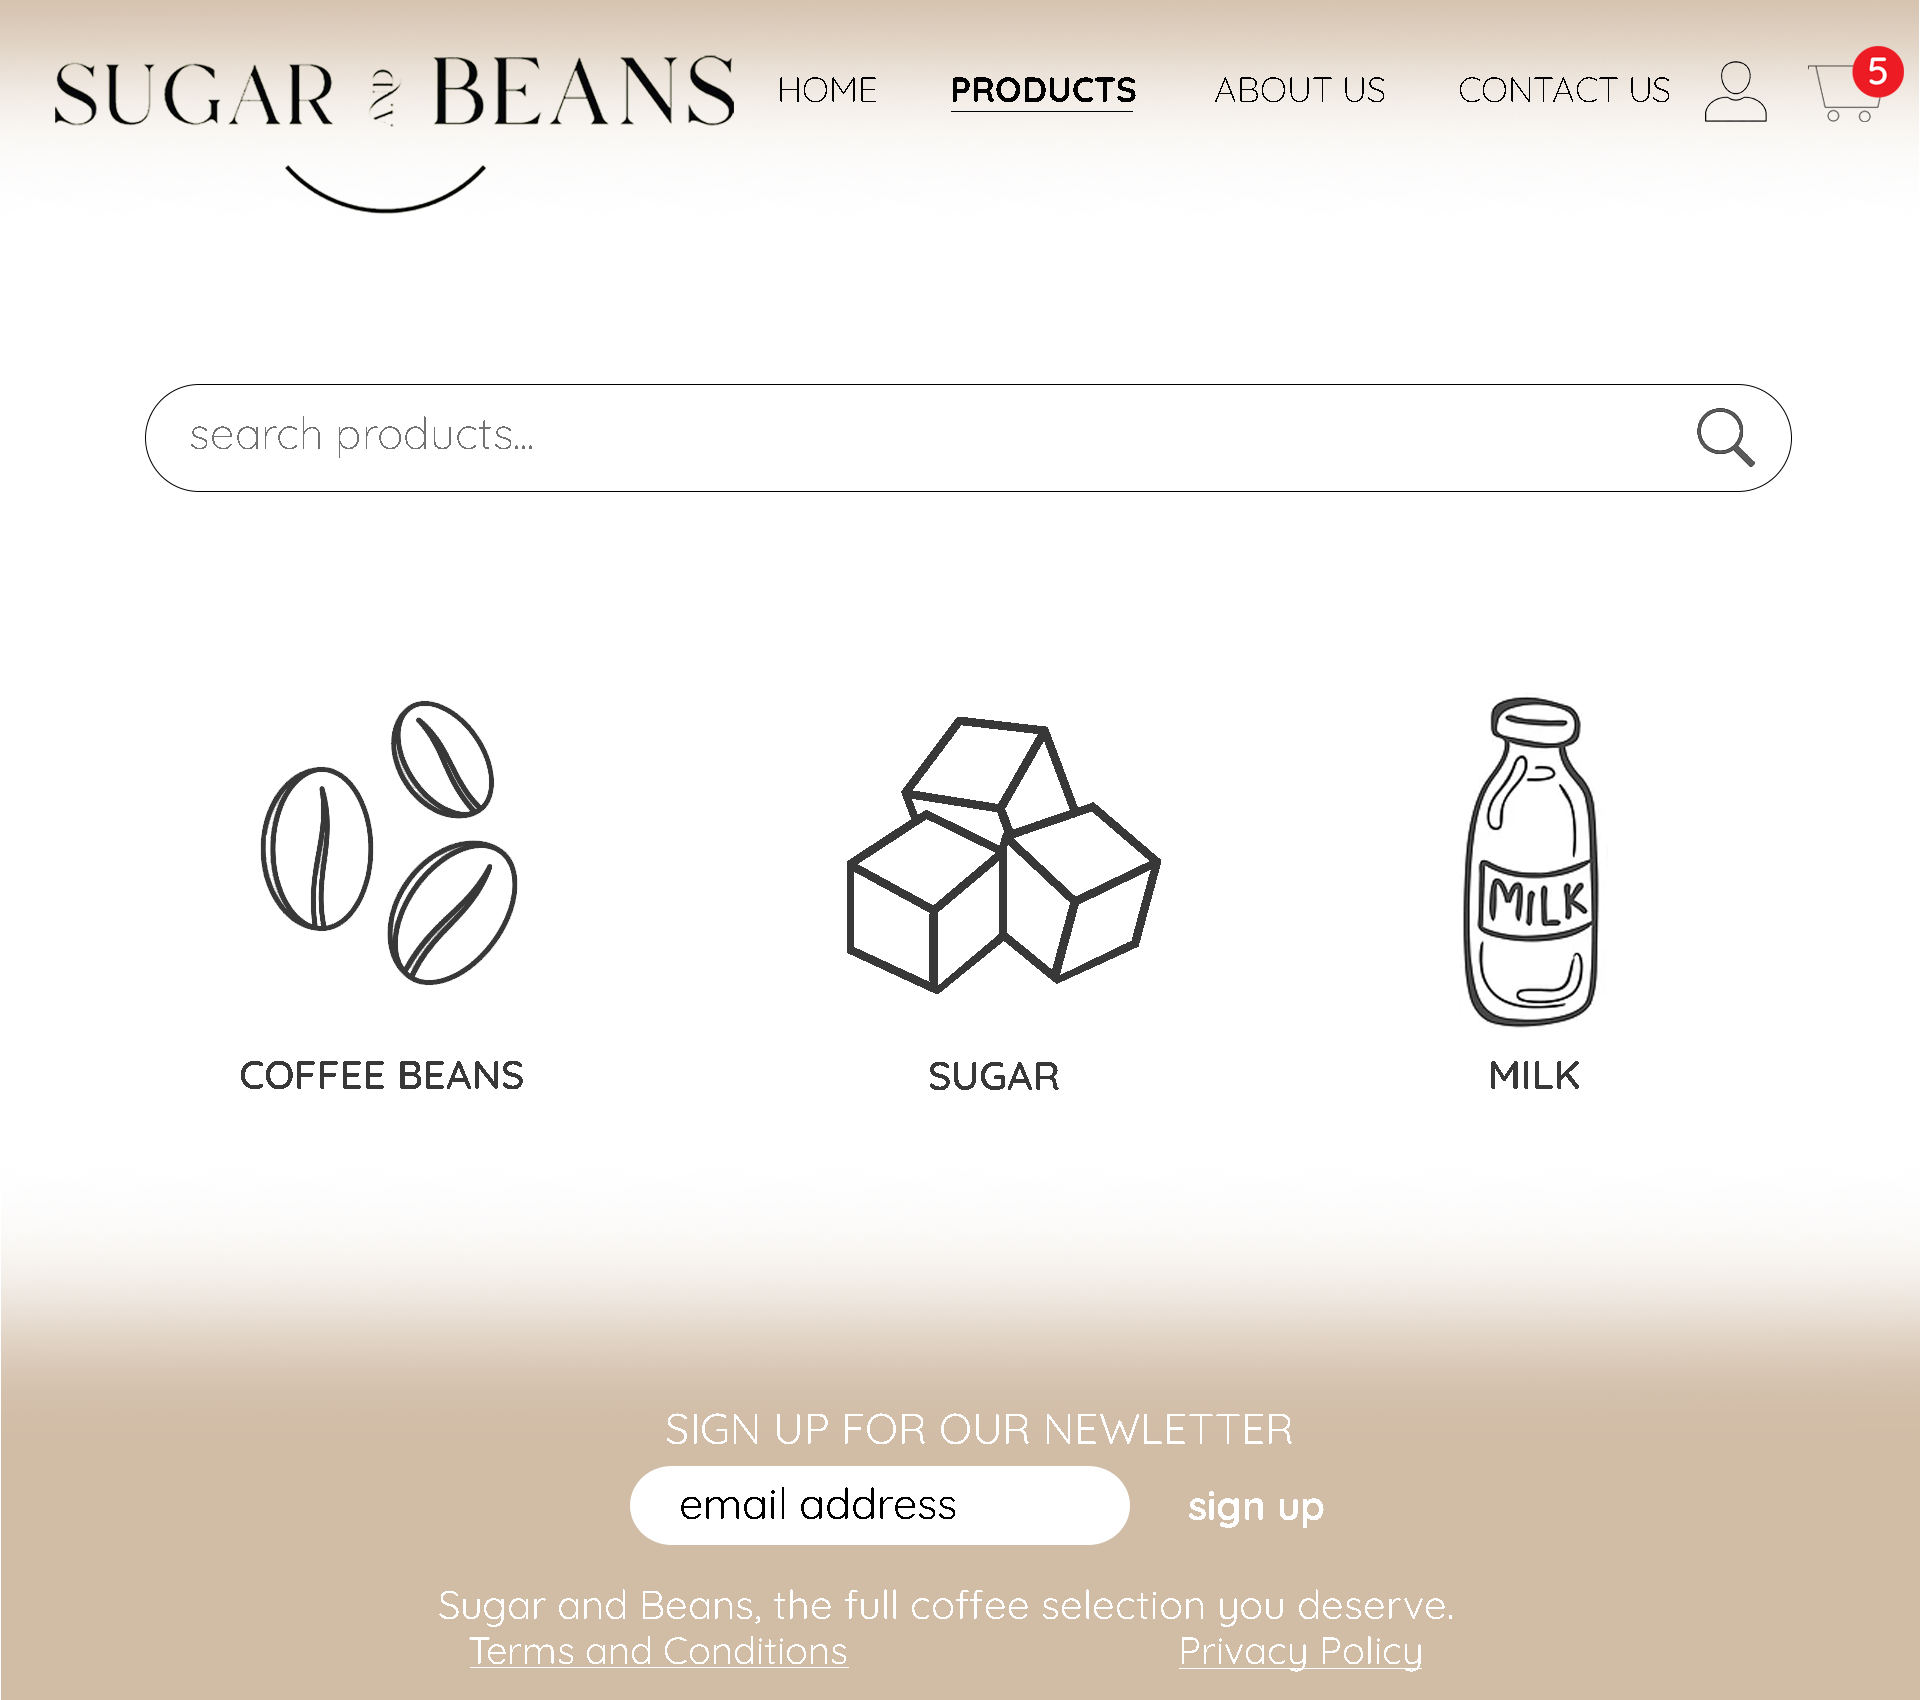 SUGAR and BEANS
HOME PRODUCTS ABOUT US CONTACT US 5
search products...
MILK
COFFEE BEANS SUGAR MILK
SIGN UP FOR OUR NEWLETTER
email address sign up
Sugar and Beans, the full coffee selection you deserve.
Terms and Conditions Privacy Policy